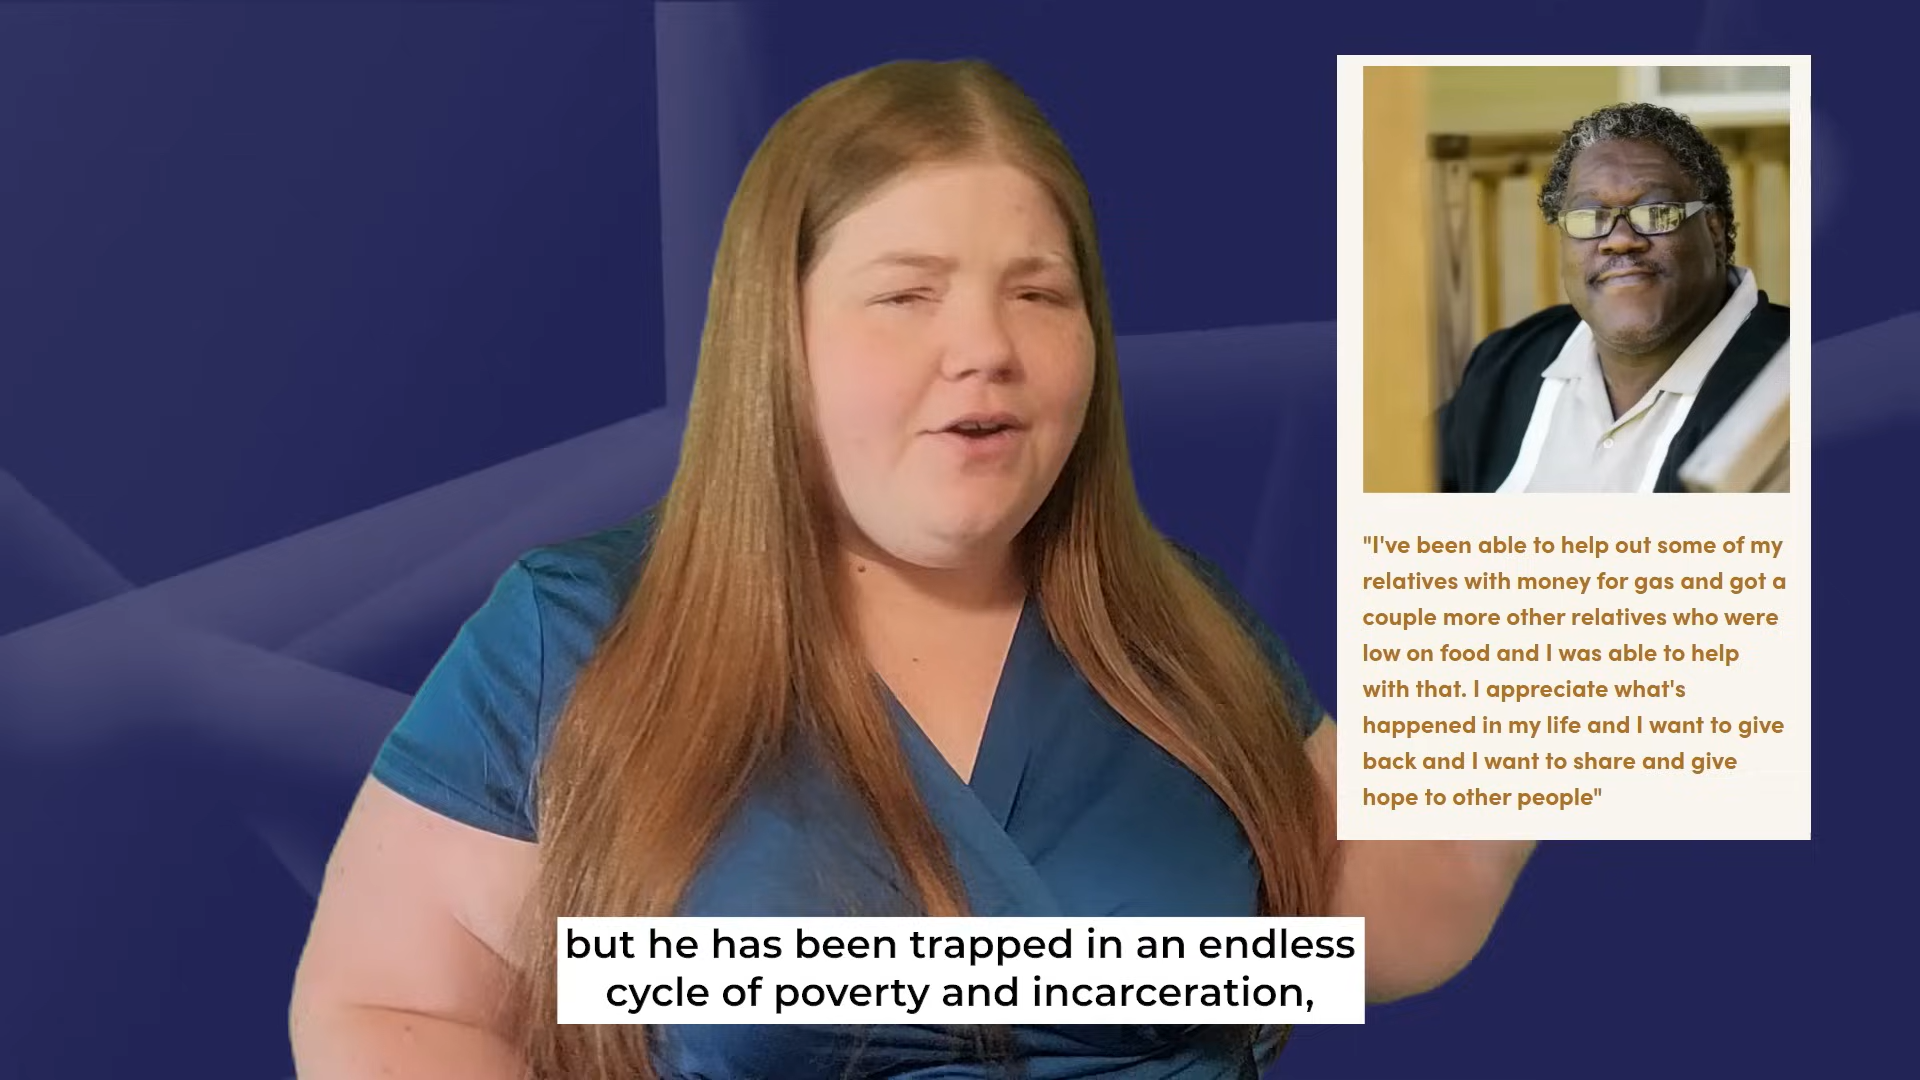 "I've been able to help out some of my
relatives with money for gas and got a
couple more other relatives who were
low on food and I was able to help
with that. I appreciate what's
happened in my life and I want to give
back and I want to share and give
hope to other people"
but he has been trapped in an endless
cycle of poverty and incarceration,